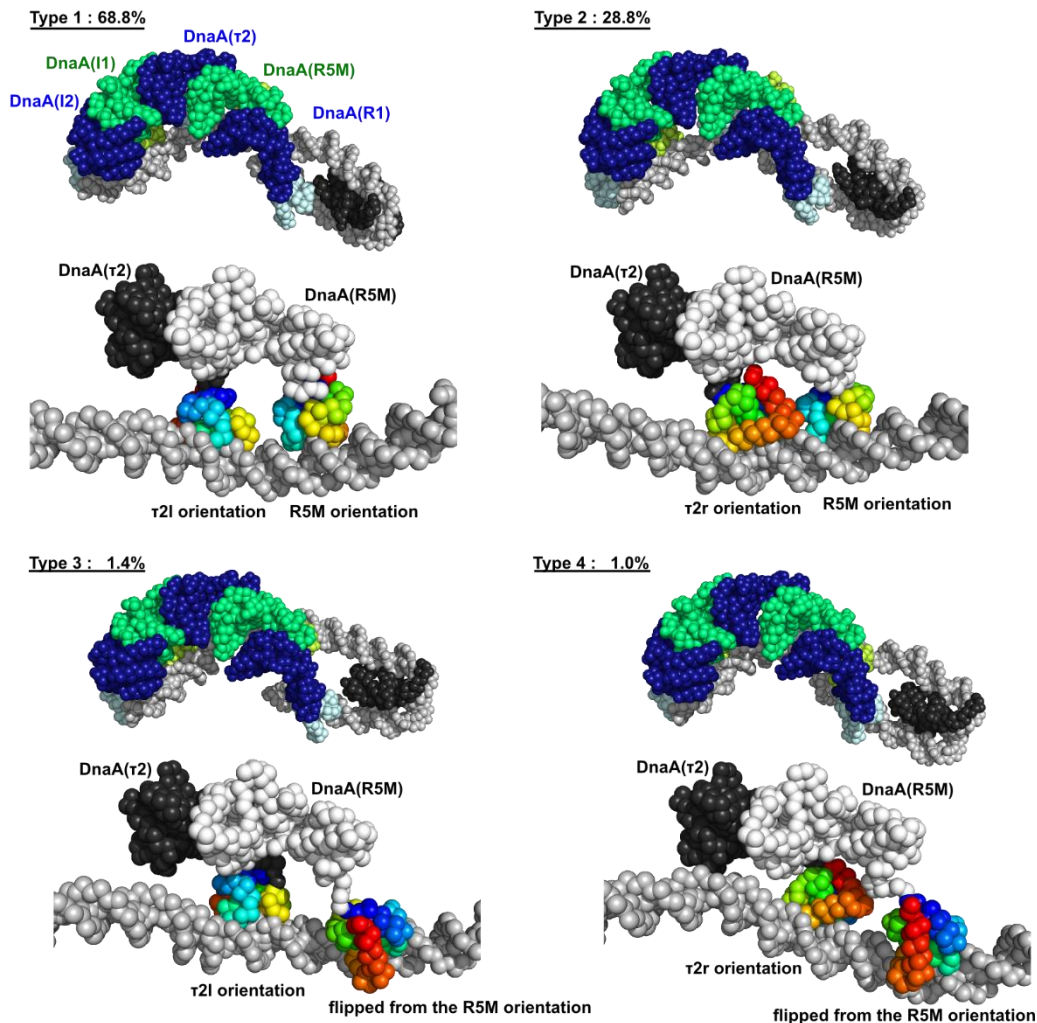 Type 1 : 68.8%
DnaA(τ2)
DnaA(I1)
DnaA(R5M)
DnaA(I2)
DnaA(R1)
DnaA(τ2)
DnaA(R5M)
τ2l orientation
R5M orientation
Type 2 : 28.8%
DnaA(τ2)
DnaA(R5M)
τ2r orientation
R5M orientation
Type 3 : 1.4%
DnaA(τ2)
DnaA(R5M)
τ2l orientation
flipped from the R5M orientation
Type 4 : 1.0%
DnaA(τ2)
DnaA(R5M)
τ2r orientation
flipped from the R5M orientation